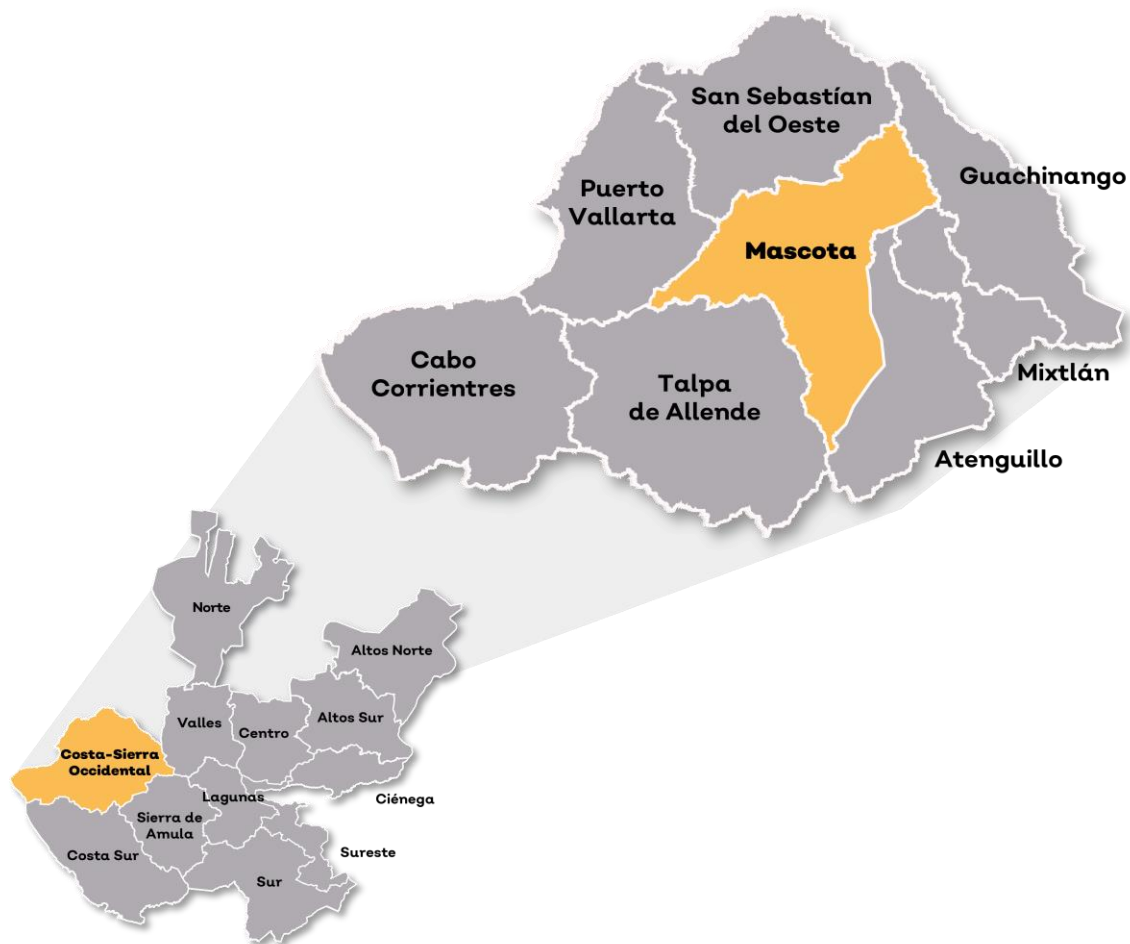 San Sebastían
del Oeste
Guachinango
Puerto
Vallarta
Mascota
Cabo
Corrientres
Talpa
de Allende
Mixtlán
Atenguillo
Norte
Altos Norte
Valles
Centro
Altos Sur
Costa-Sierra
Occidental
Lagunas
Ciénega
Sierra de
Amula
Costa Sur
Sureste
Sur